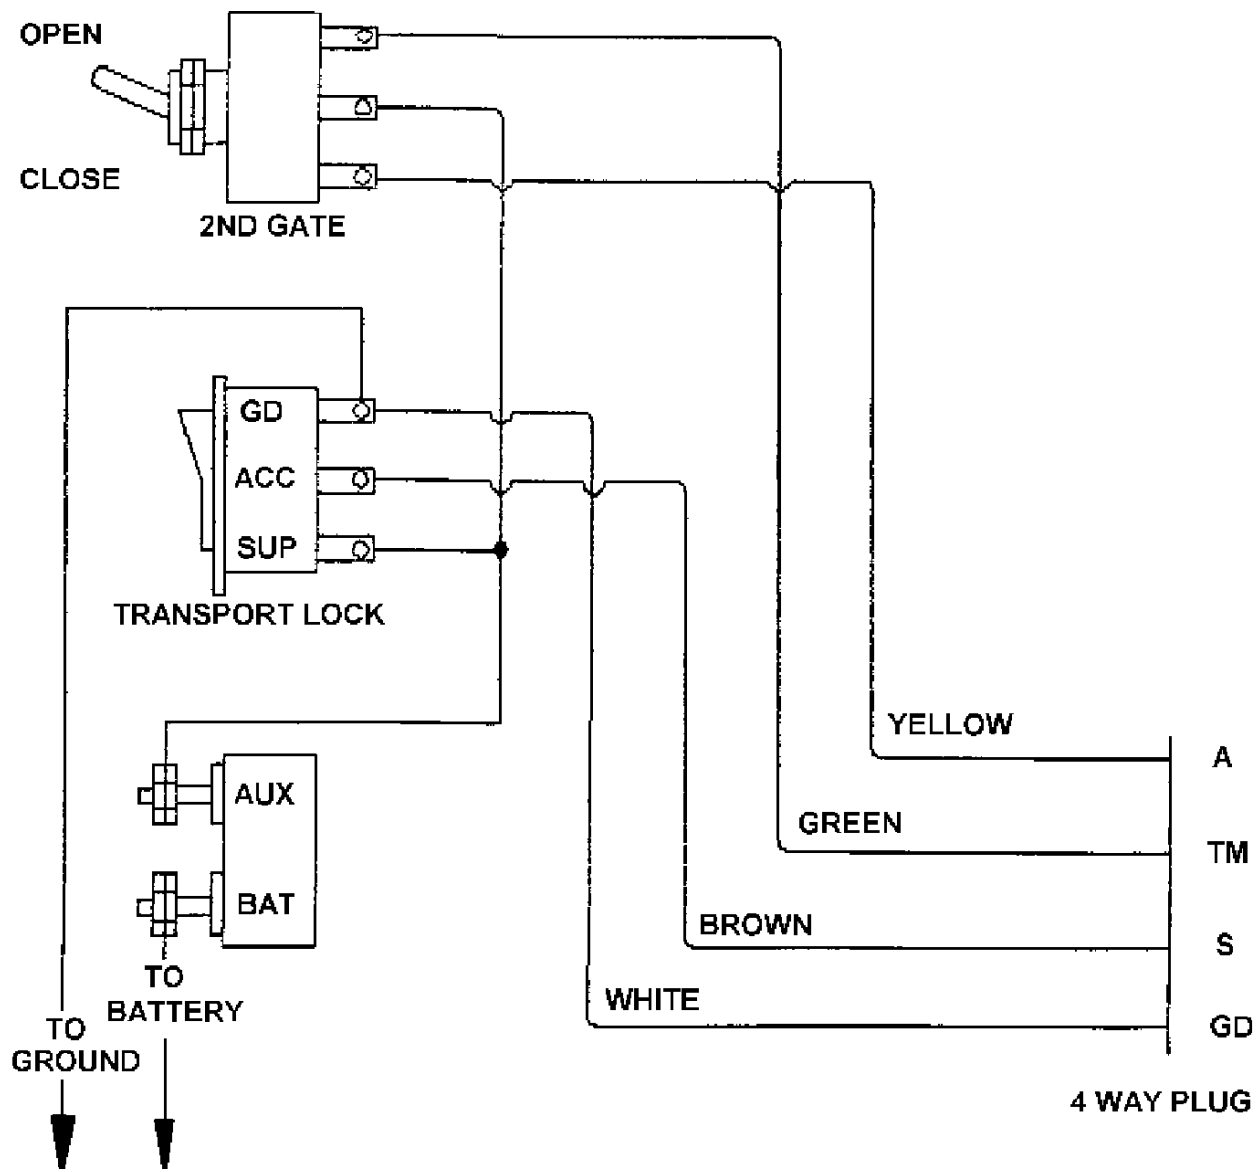 OPEN
CLOSE
2ND GATE
GD
ACC
SUP
TRANSPORT LOCK
YELLOW
A
AUX
GREEN
TM
BAT
BROWN
S
TO
BATTERY
WHITE
TO
GROUND
GD
4 WAY PLUG